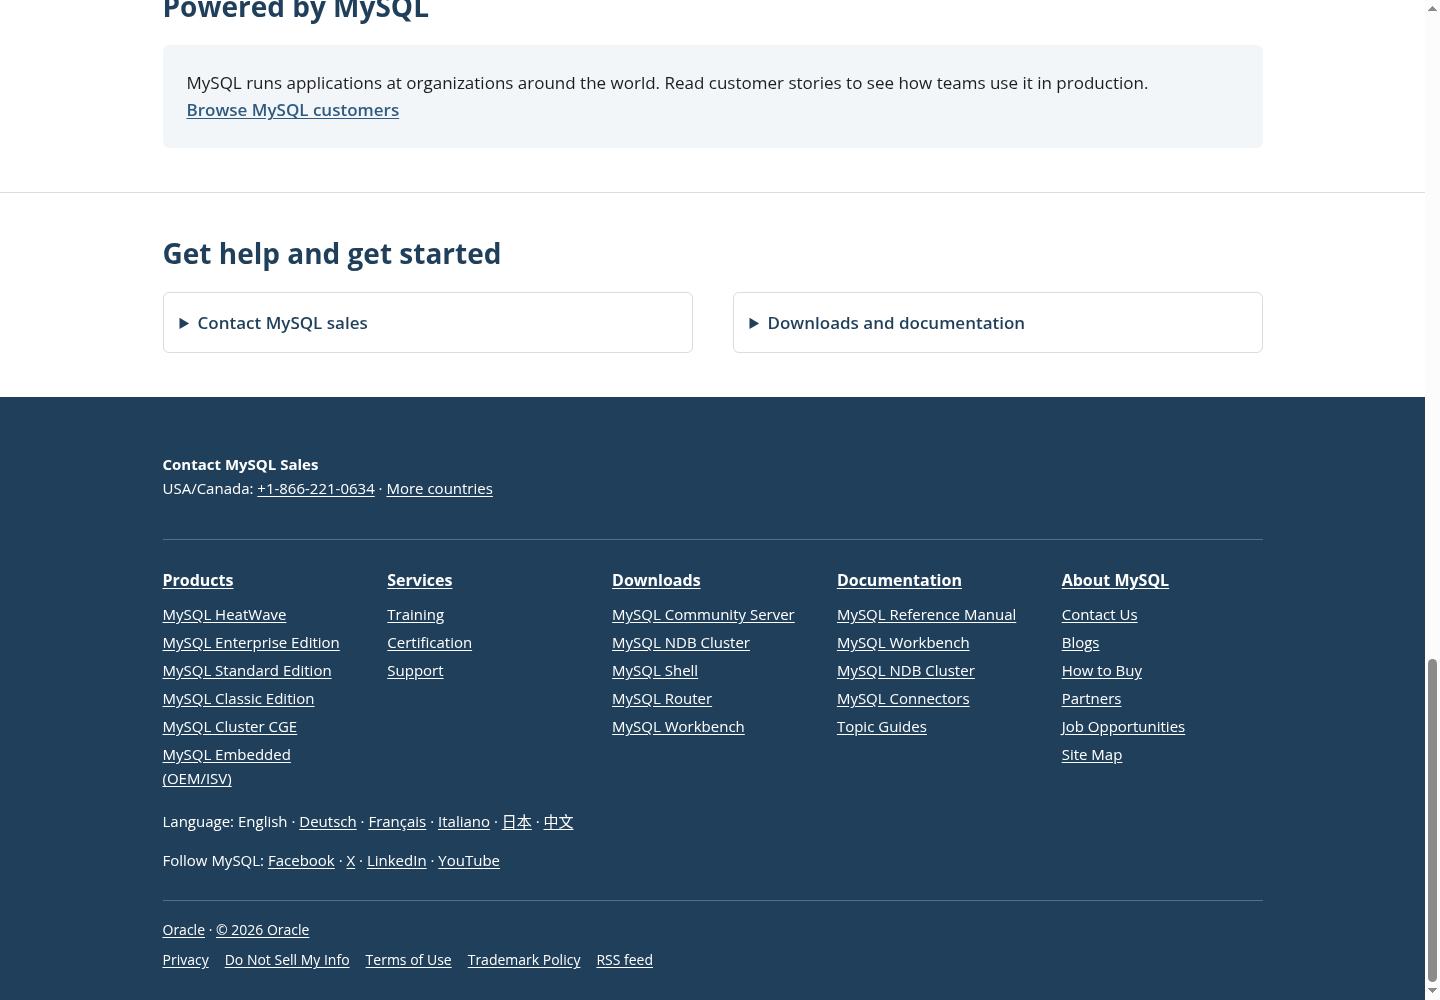 Powered by MySQL
MySQL runs applications at organizations around the world. Read customer stories to see how teams use it in production.
Browse MySQL customers
Get help and get started
Contact MySQL sales
Downloads and documentation
Contact MySQL Sales
USA/Canada: +1-866-221-0634 · More countries
Products
MySQL HeatWave
MySQL Enterprise Edition
MySQL Standard Edition
MySQL Classic Edition
MySQL Cluster CGE
MySQL Embedded
(OEM/ISV)
Services
Training
Certification
Support
Downloads
MySQL Community Server
MySQL NDB Cluster
MySQL Shell
MySQL Router
MySQL Workbench
Documentation
MySQL Reference Manual
MySQL Workbench
MySQL NDB Cluster
MySQL Connectors
Topic Guides
About MySQL
Contact Us
Blogs
How to Buy
Partners
Job Opportunities
Site Map
Language: English · Deutsch · Français · Italiano · 日本 · 中文
Follow MySQL: Facebook · X · LinkedIn · YouTube
Oracle · © 2026 Oracle
Privacy Do Not Sell My Info Terms of Use Trademark Policy RSS feed